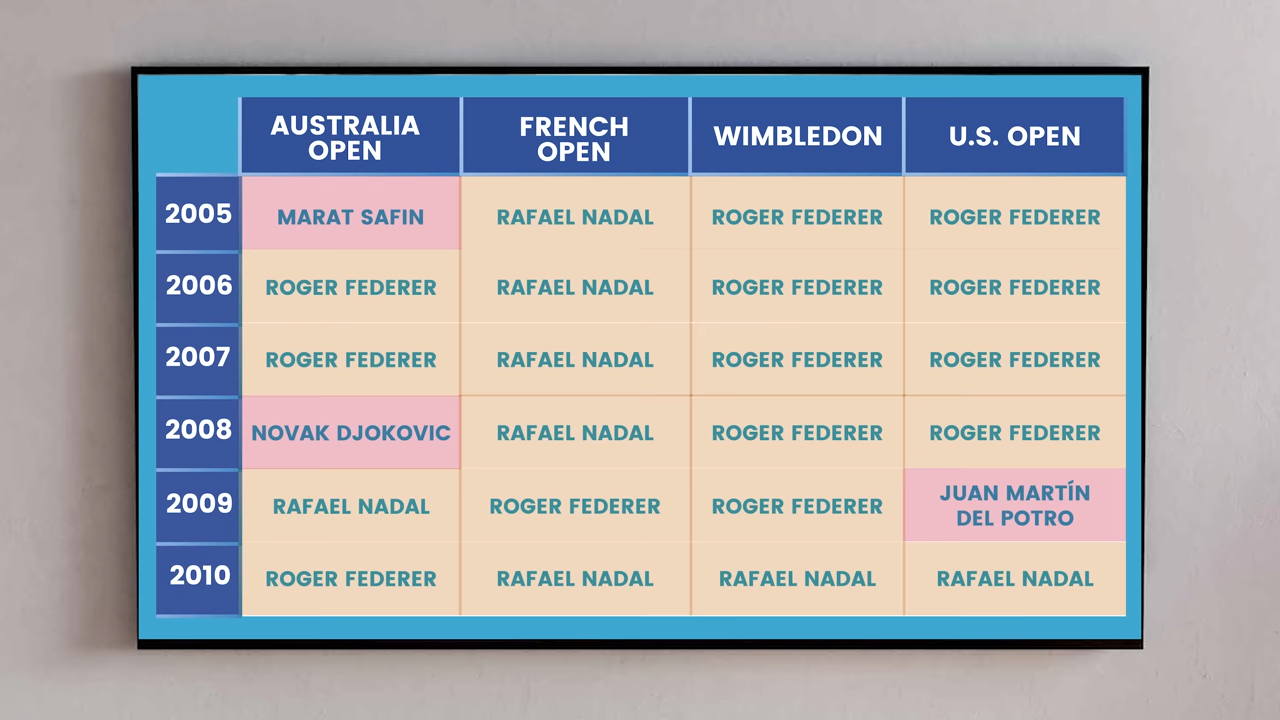 AUSTRALIA
OPEN
FRENCH
OPEN
WIMBLEDON
U.S. OPEN
2005
MARAT SAFIN
RAFAEL NADAL
ROGER FEDERER
ROGER FEDERER
2006
ROGER FEDERER
RAFAEL NADAL
ROGER FEDERER
ROGER FEDERER
2007
ROGER FEDERER
RAFAEL NADAL
ROGER FEDERER
ROGER FEDERER
2008
NOVAK DJOKOVIC
RAFAEL NADAL
ROGER FEDERER
ROGER FEDERER
2009
RAFAEL NADAL
ROGER FEDERER
ROGER FEDERER
JUAN MARTÍN
DEL POTRO
2010
ROGER FEDERER
RAFAEL NADAL
RAFAEL NADAL
RAFAEL NADAL